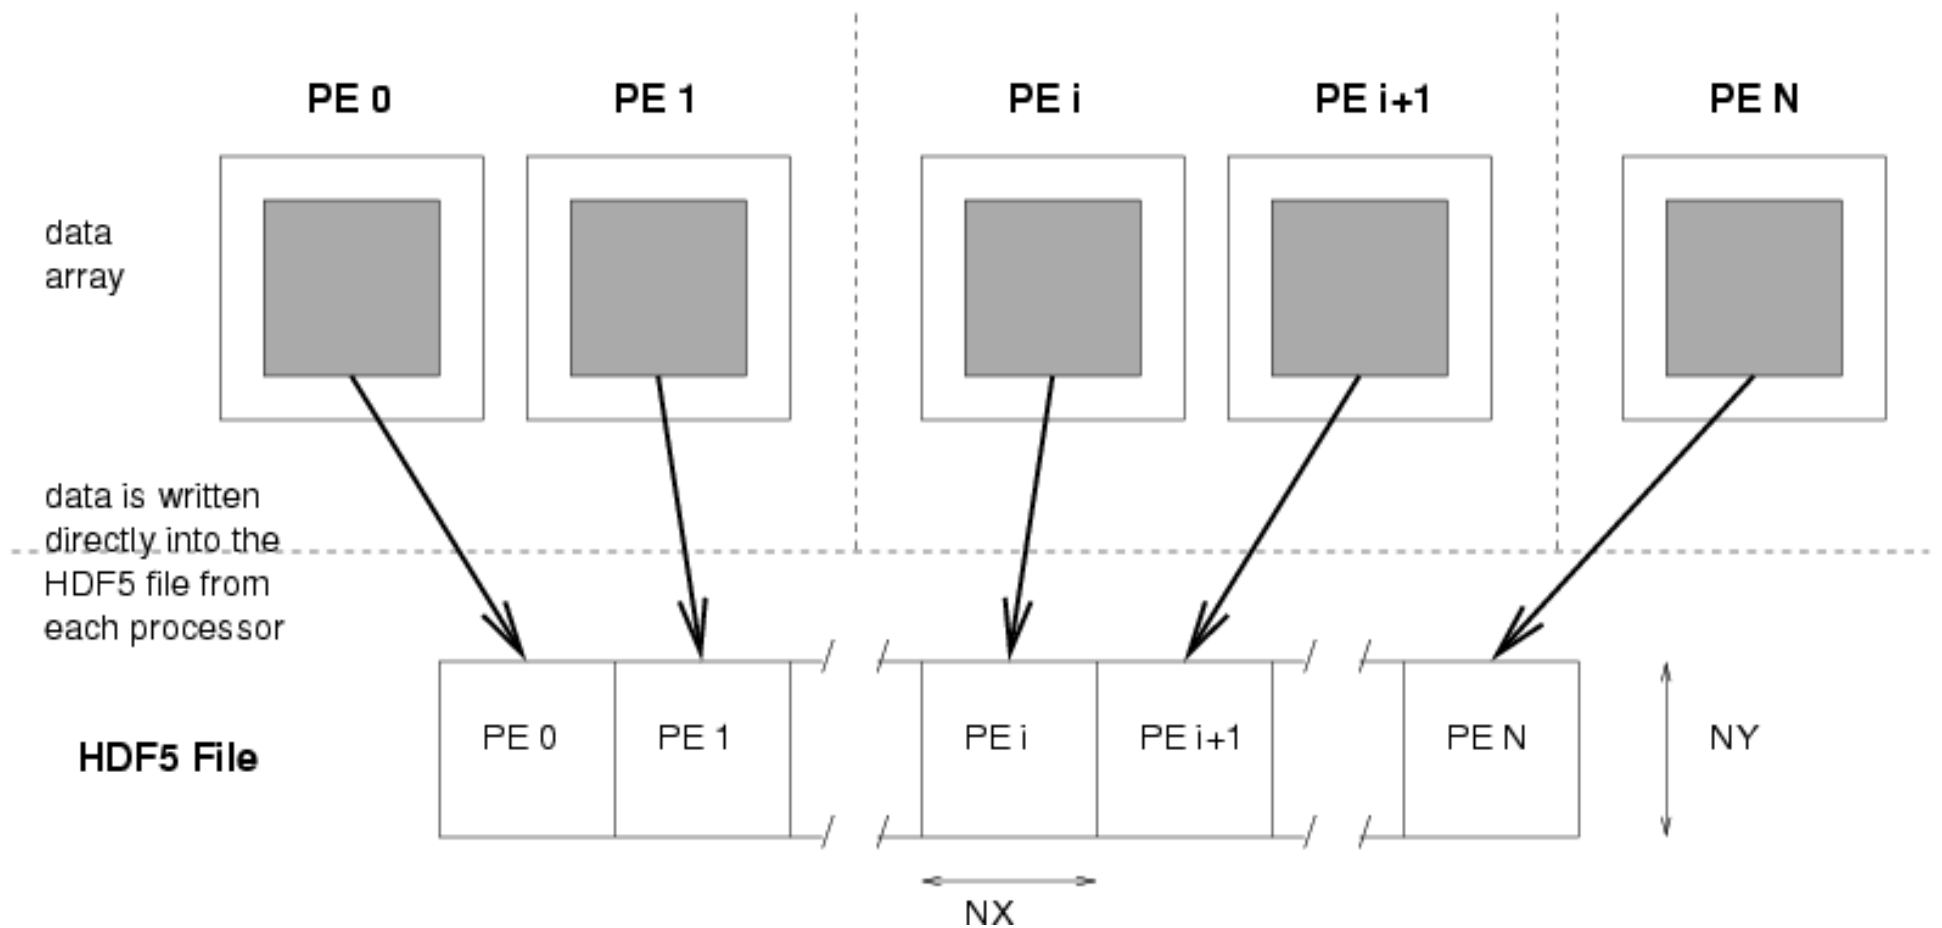 PE 0
PE 1
PE i
PE i+1
PE N
data
array
data is written
directly into the
HDF5 file from
each processor
HDF5 File
PE 0
PE 1
PE i
PE i+1
PE N
NY
NX